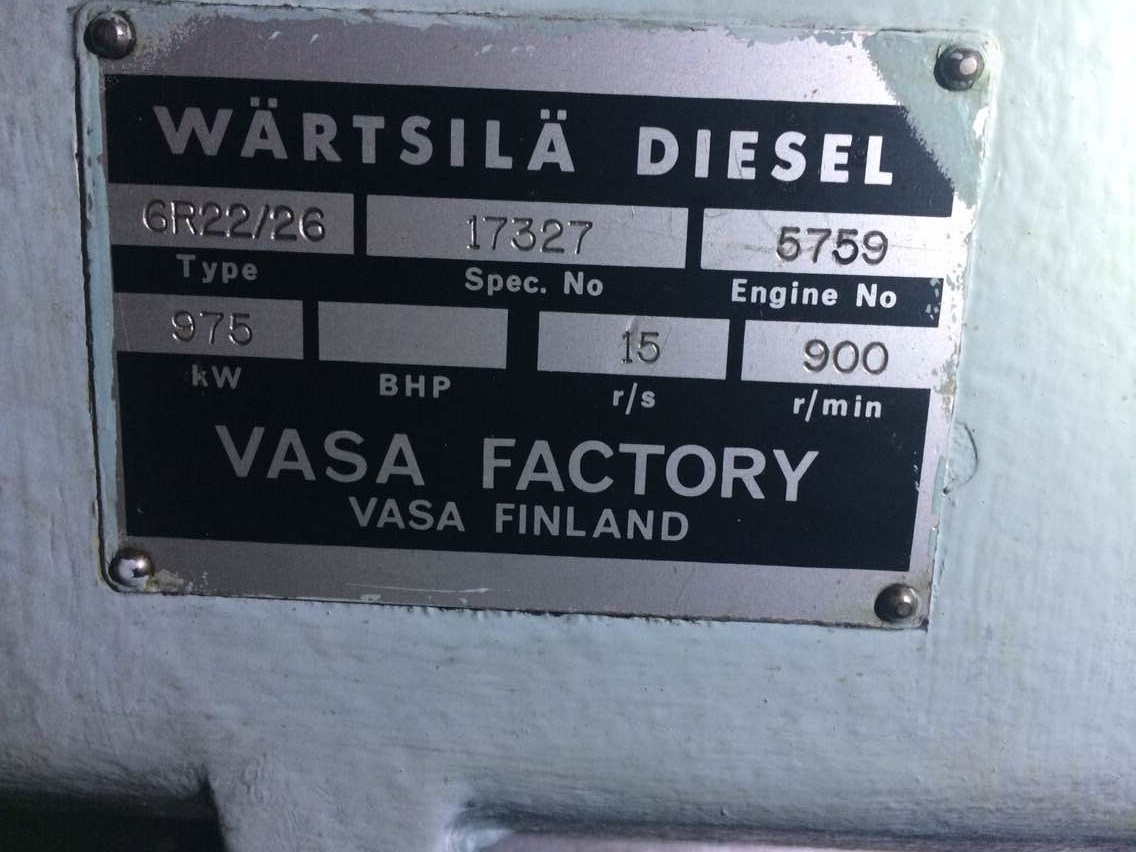 WÄRTSILÄ DIESEL
6R22/26 17327 5759
Type Spec. No Engine No
975 15 900
kW BHP r/s r/min
VASA FACTORY
VASA FINLAND